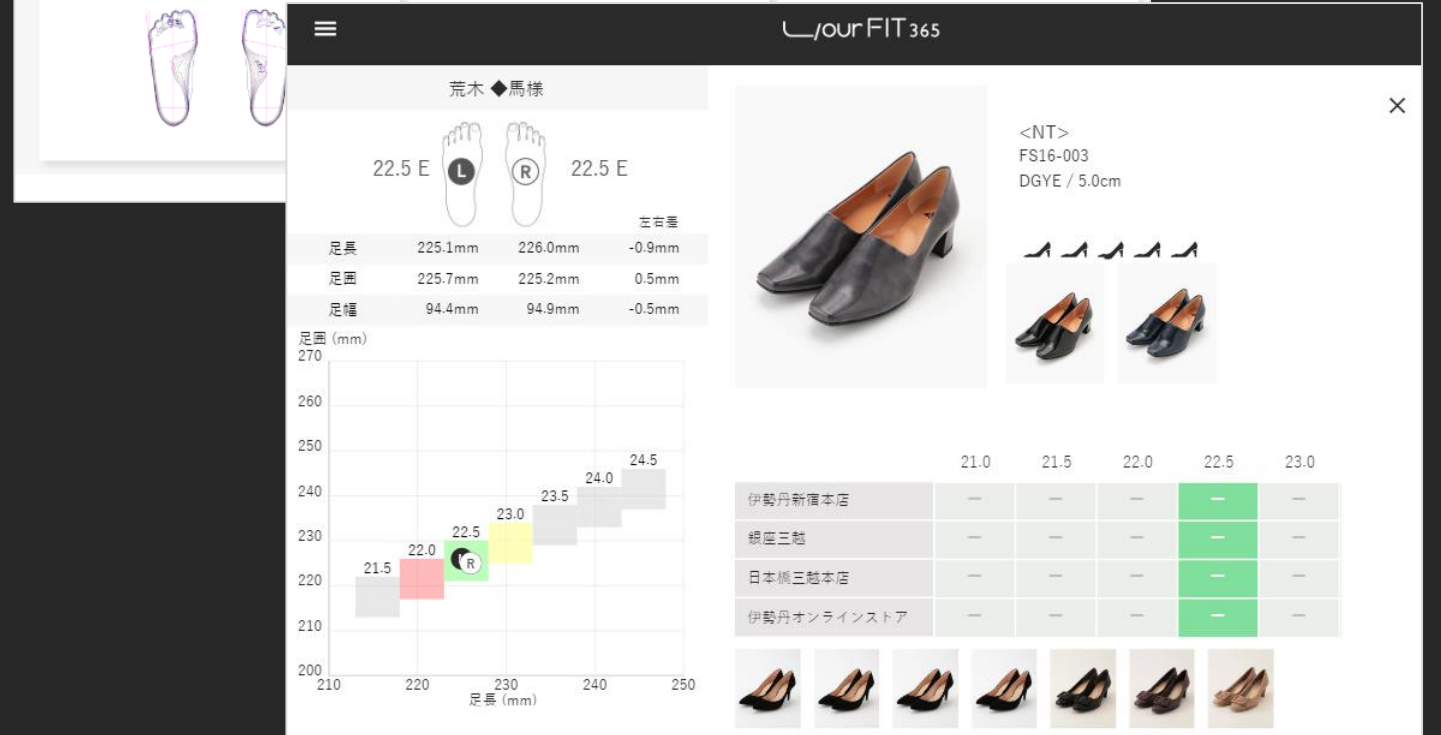 YourFIT 365
荒木 ◆馬様
22.5 E L R 22.5 E
左右差
足長 225.1mm 226.0mm -0.9mm
足囲 225.7mm 225.2mm 0.5mm
足幅 94.4mm 94.9mm -0.5mm
足囲 (mm)
270
260
250
240
230
220
210
200
21.5
22.0
22.5
23.0
23.5
24.0
24.5
L R
210 220 230 240 250
足長 (mm)
<NT>
FS16-003
DGYE / 5.0cm
21.0 21.5 22.0 22.5 23.0
伊勢丹新宿本店 — — — — —
銀座三越 — — — — —
日本橋三越本店 — — — — —
伊勢丹オンラインストア — — — — —